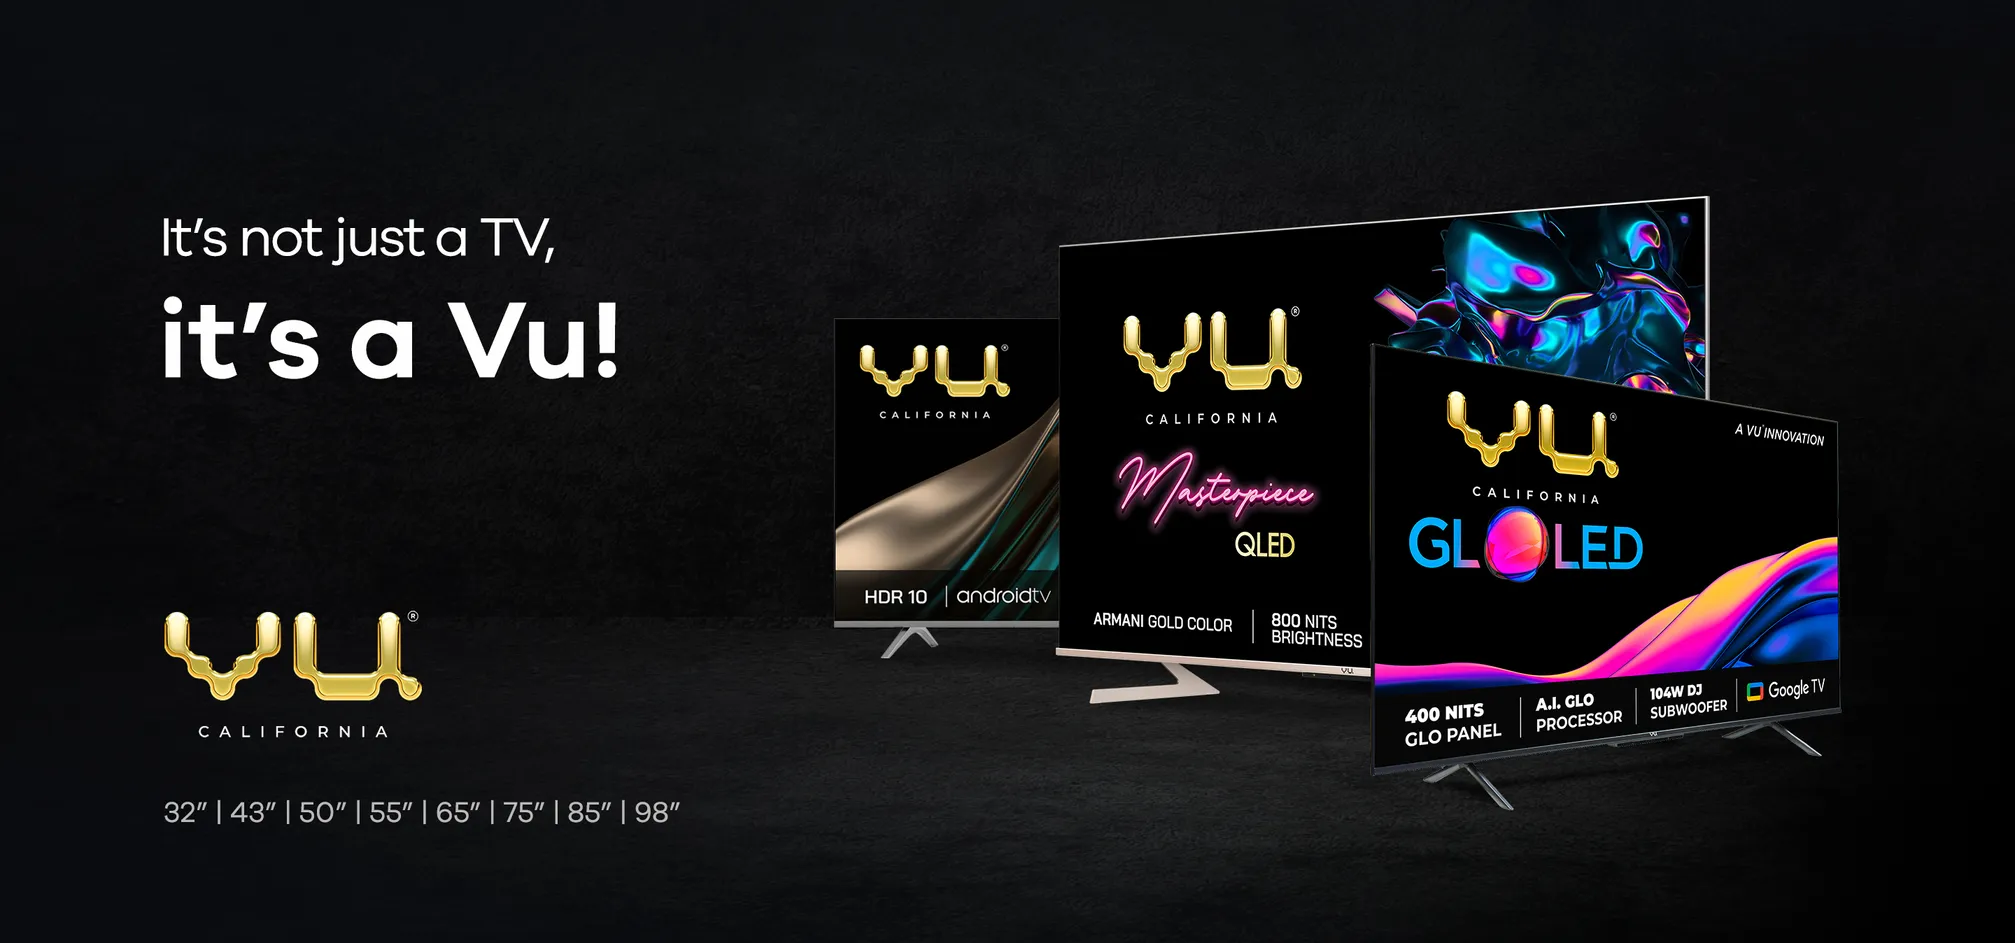 It's not just a TV,
it's a Vu!
vu®
CALIFORNIA
32" | 43" | 50" | 55" | 65" | 75" | 85" | 98"
vu®
CALIFORNIA
HDR 10 | androidtv
vu®
CALIFORNIA
Masterpiece
QLED
ARMANI GOLD COLOR | 800 NITS
BRIGHTNESS
vu
A VU INNOVATION
vu®
CALIFORNIA
GLOLED
400 NITS
GLO PANEL
A.I. GLO
PROCESSOR
104W DJ
SUBWOOFER
Google TV
vu